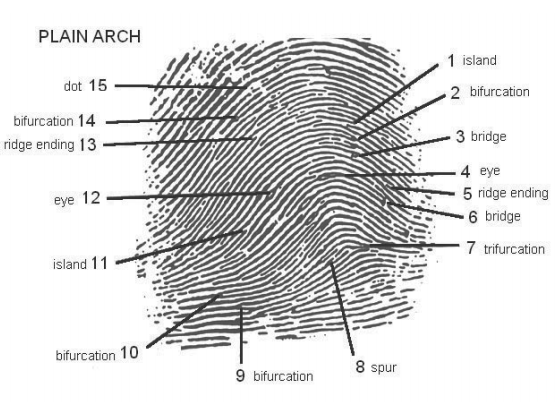 PLAIN ARCH
1 island
2 bifurcation
3 bridge
4 eye
5 ridge ending
6 bridge
7 trifurcation
8 spur
9 bifurcation
bifurcation 10
island 11
eye 12
ridge ending 13
bifurcation 14
dot 15